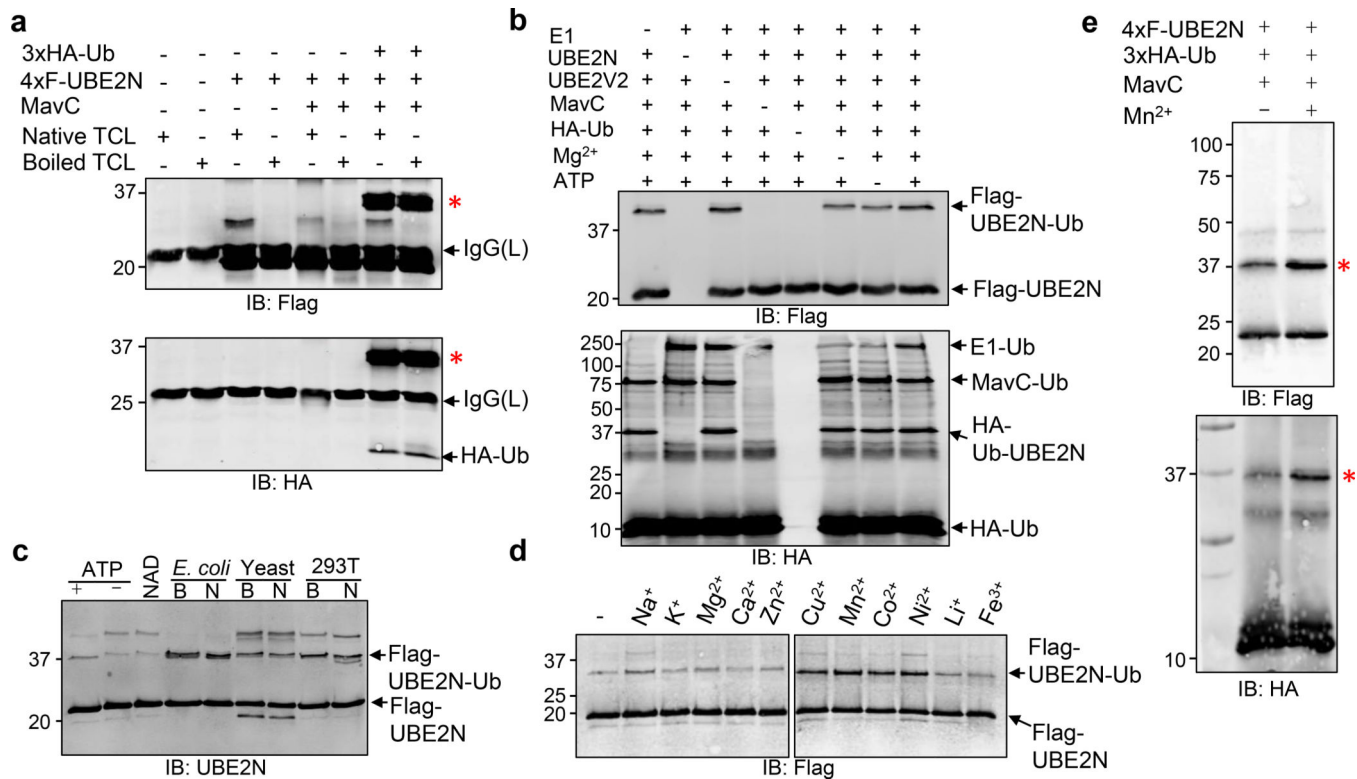 a
3xHA-Ub - - - - - - + +
4xF-UBE2N - - + + + + + +
MavC - - - - + + + +
Native TCL + - + - + - + -
Boiled TCL - + - + - + - +
37
*
IgG(L)
20
IB: Flag
37
*
25
IgG(L)
HA-Ub
IB: HA
b
E1 - + + + + + + +
UBE2N + - + + + + + +
UBE2V2 + + - + + + + +
MavC + + + - + + + +
HA-Ub + + + + - + + +
Mg2+ + + + + + - + +
ATP + + + + + + - +
Flag-
UBE2N-Ub
37
Flag-UBE2N
20
IB: Flag
250
E1-Ub
100
75
MavC-Ub
50
37
HA-
Ub-UBE2N
25
20
10
HA-Ub
IB: HA
c
ATP NAD E. coli Yeast 293T
+ - B N B N B N
37
Flag-
UBE2N-Ub
Flag-
UBE2N
20
IB: UBE2N
d
- Na+ K+ Mg2+ Ca2+ Zn2+ Cu2+ Mn2+ Co2+ Ni2+ Li+ Fe3+
37
Flag-
UBE2N-Ub
25
20
Flag-
UBE2N
IB: Flag
e
4xF-UBE2N + +
3xHA-Ub + +
MavC + +
Mn2+ − +
100
75
50
37
*
25
20
IB: Flag
37
*
10
IB: HA